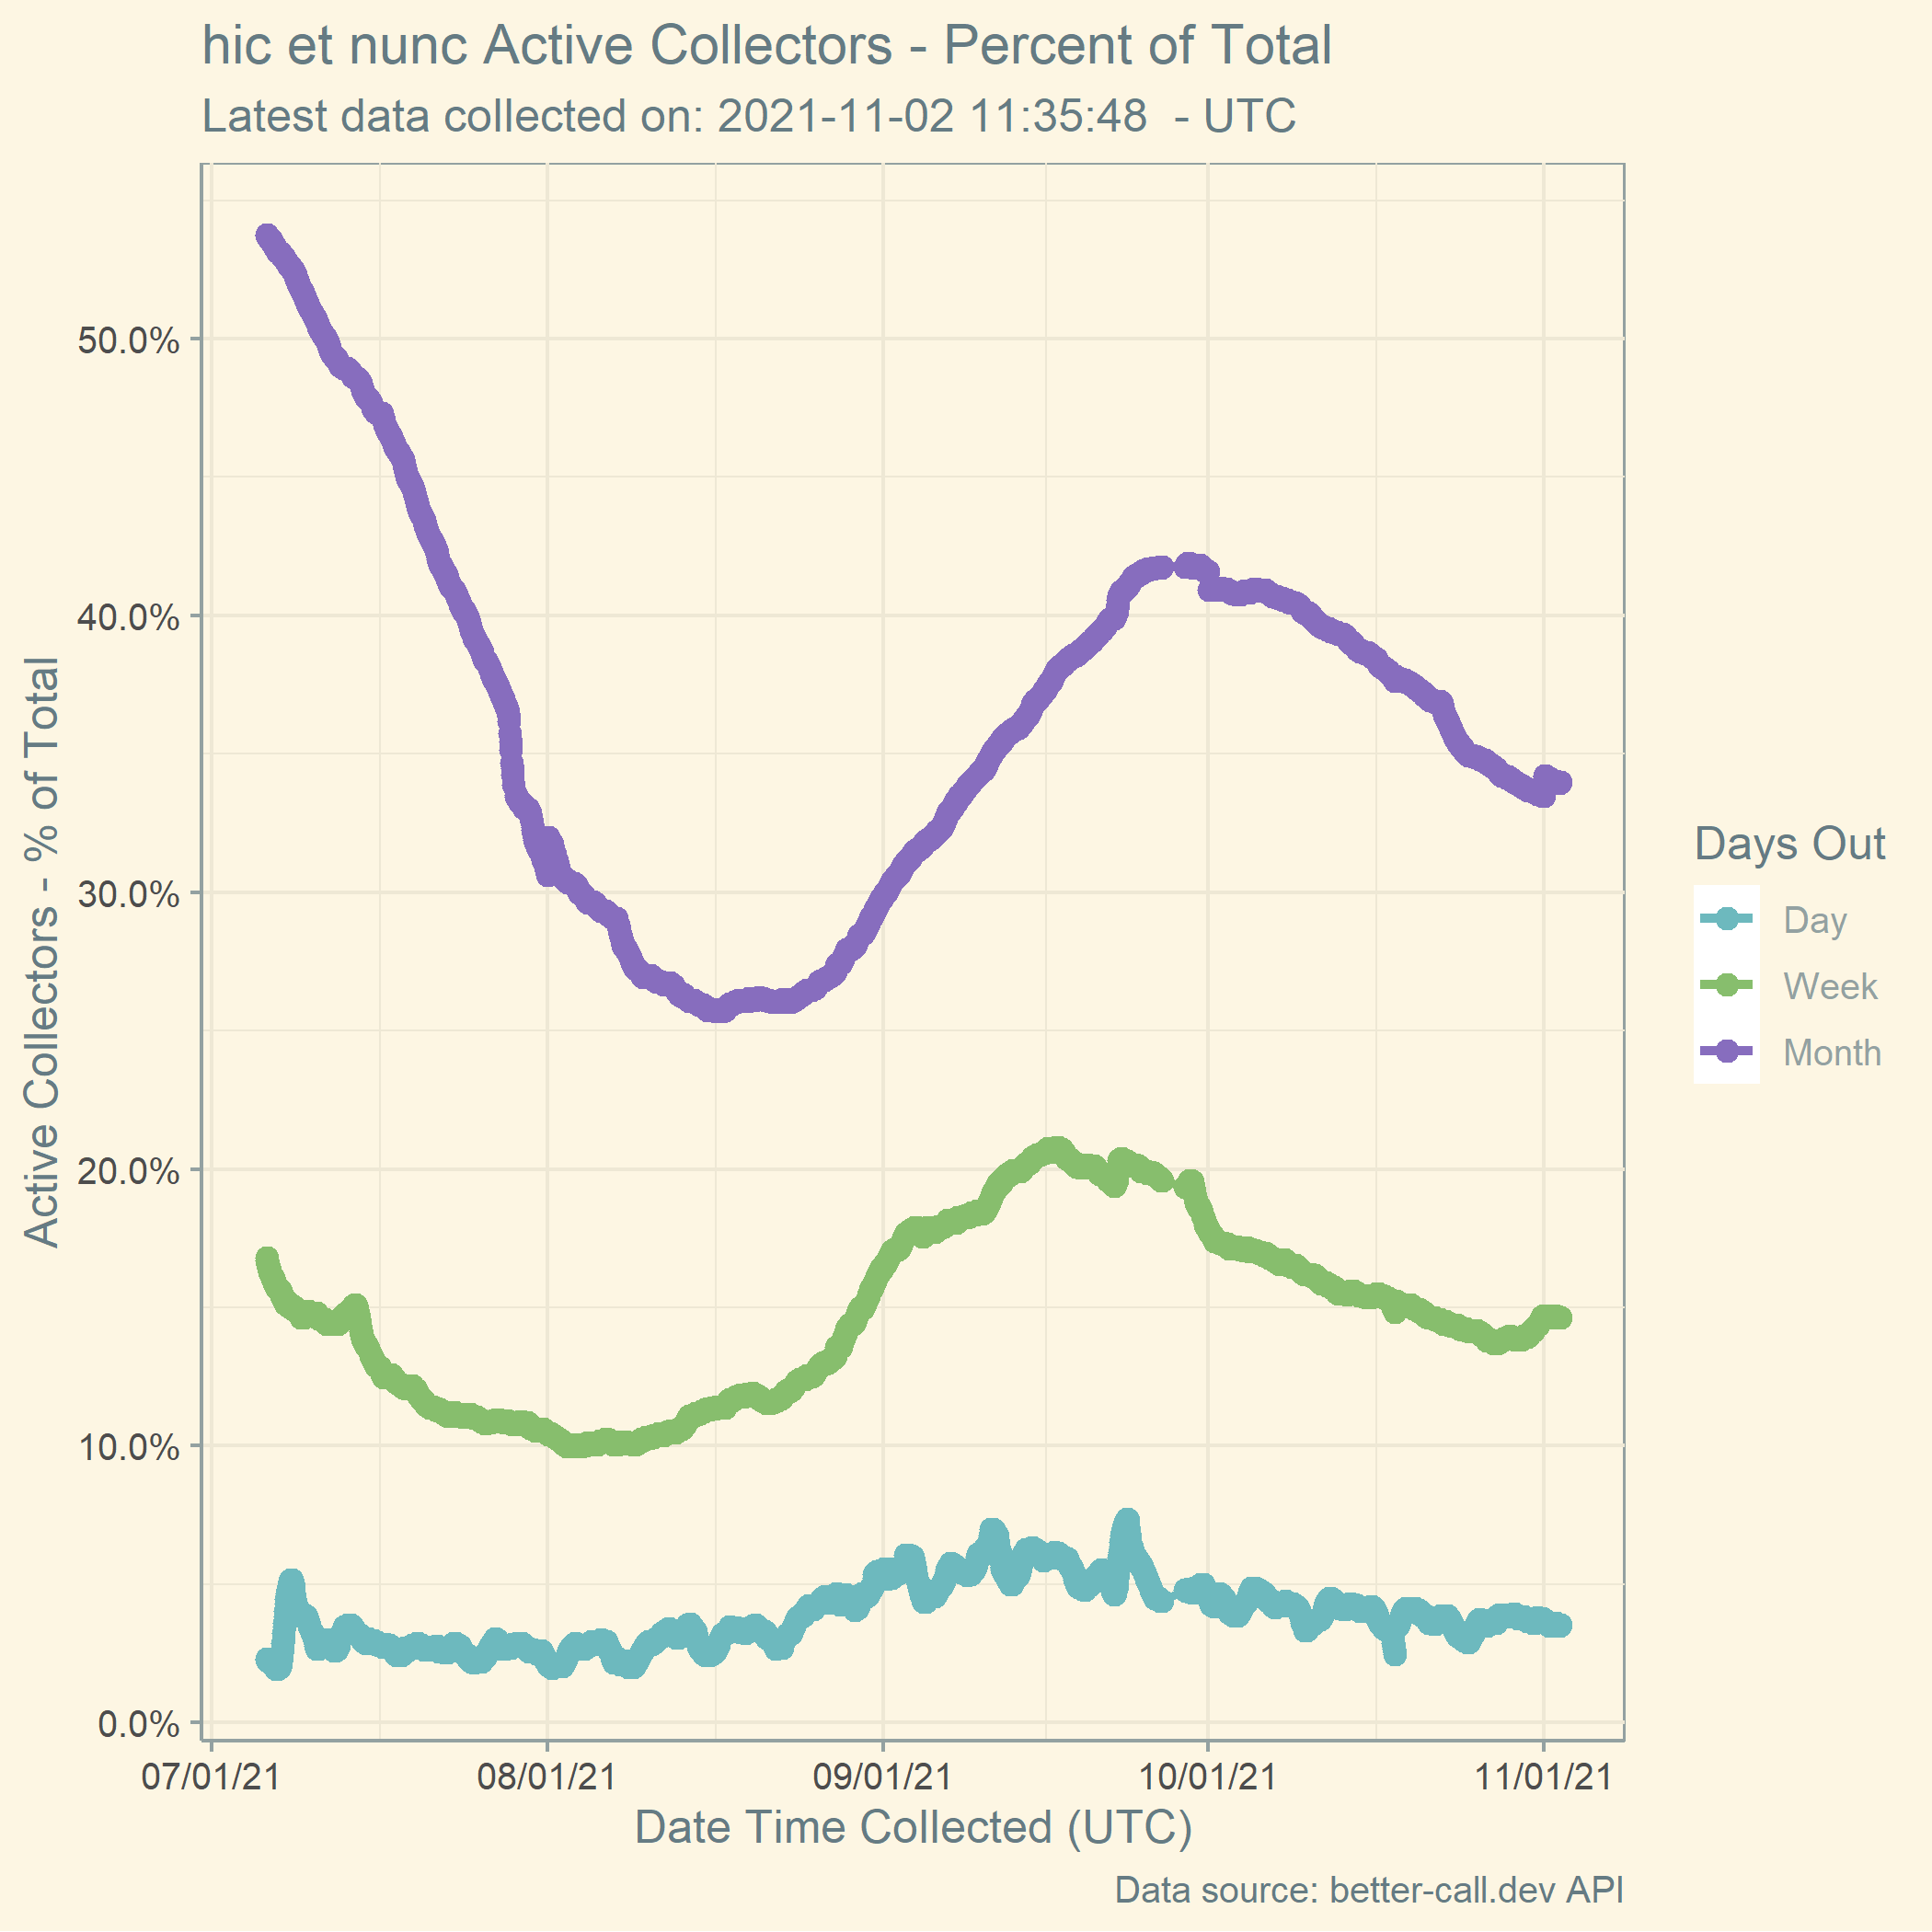 hic et nunc Active Collectors - Percent of Total
Latest data collected on: 2021-11-02 11:35:48  - UTC
Active Collectors - % of Total
50.0%
40.0%
30.0%
20.0%
10.0%
0.0%
07/01/21
08/01/21
09/01/21
10/01/21
11/01/21
Date Time Collected (UTC)
Days Out
Day
Week
Month
Data source: better-call.dev API